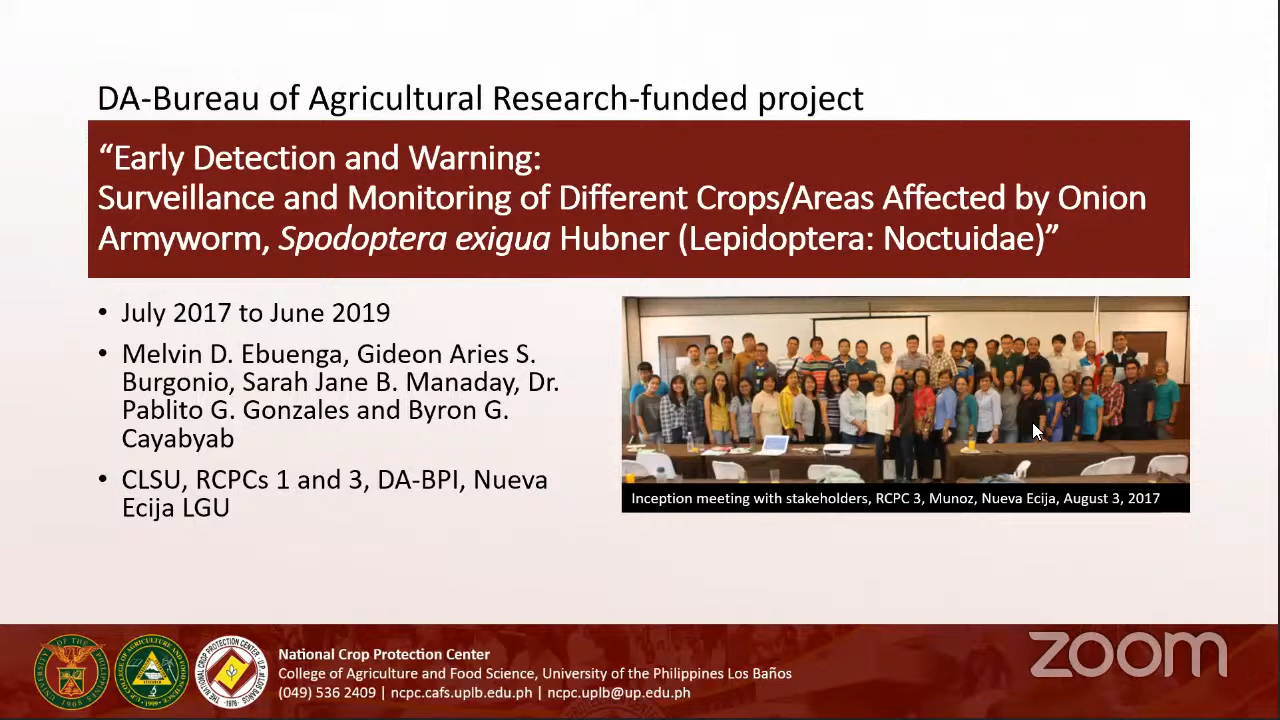 DA-Bureau of Agricultural Research-funded project
“Early Detection and Warning:
Surveillance and Monitoring of Different Crops/Areas Affected by Onion
Armyworm, Spodoptera exigua Hubner (Lepidoptera: Noctuidae)”
• July 2017 to June 2019
• Melvin D. Ebuenga, Gideon Aries S.
Burgonio, Sarah Jane B. Manaday, Dr.
Pablito G. Gonzales and Byron G.
Cayabyab
• CLSU, RCPCs 1 and 3, DA-BPI, Nueva
Ecija LGU
Inception meeting with stakeholders, RCPC 3, Munoz, Nueva Ecija, August 3, 2017
National Crop Protection Center
College of Agriculture and Food Science, University of the Philippines Los Baños
(049) 536 2409 | ncpc.cafs.uplb.edu.ph | ncpc.uplb@up.edu.ph
zoom